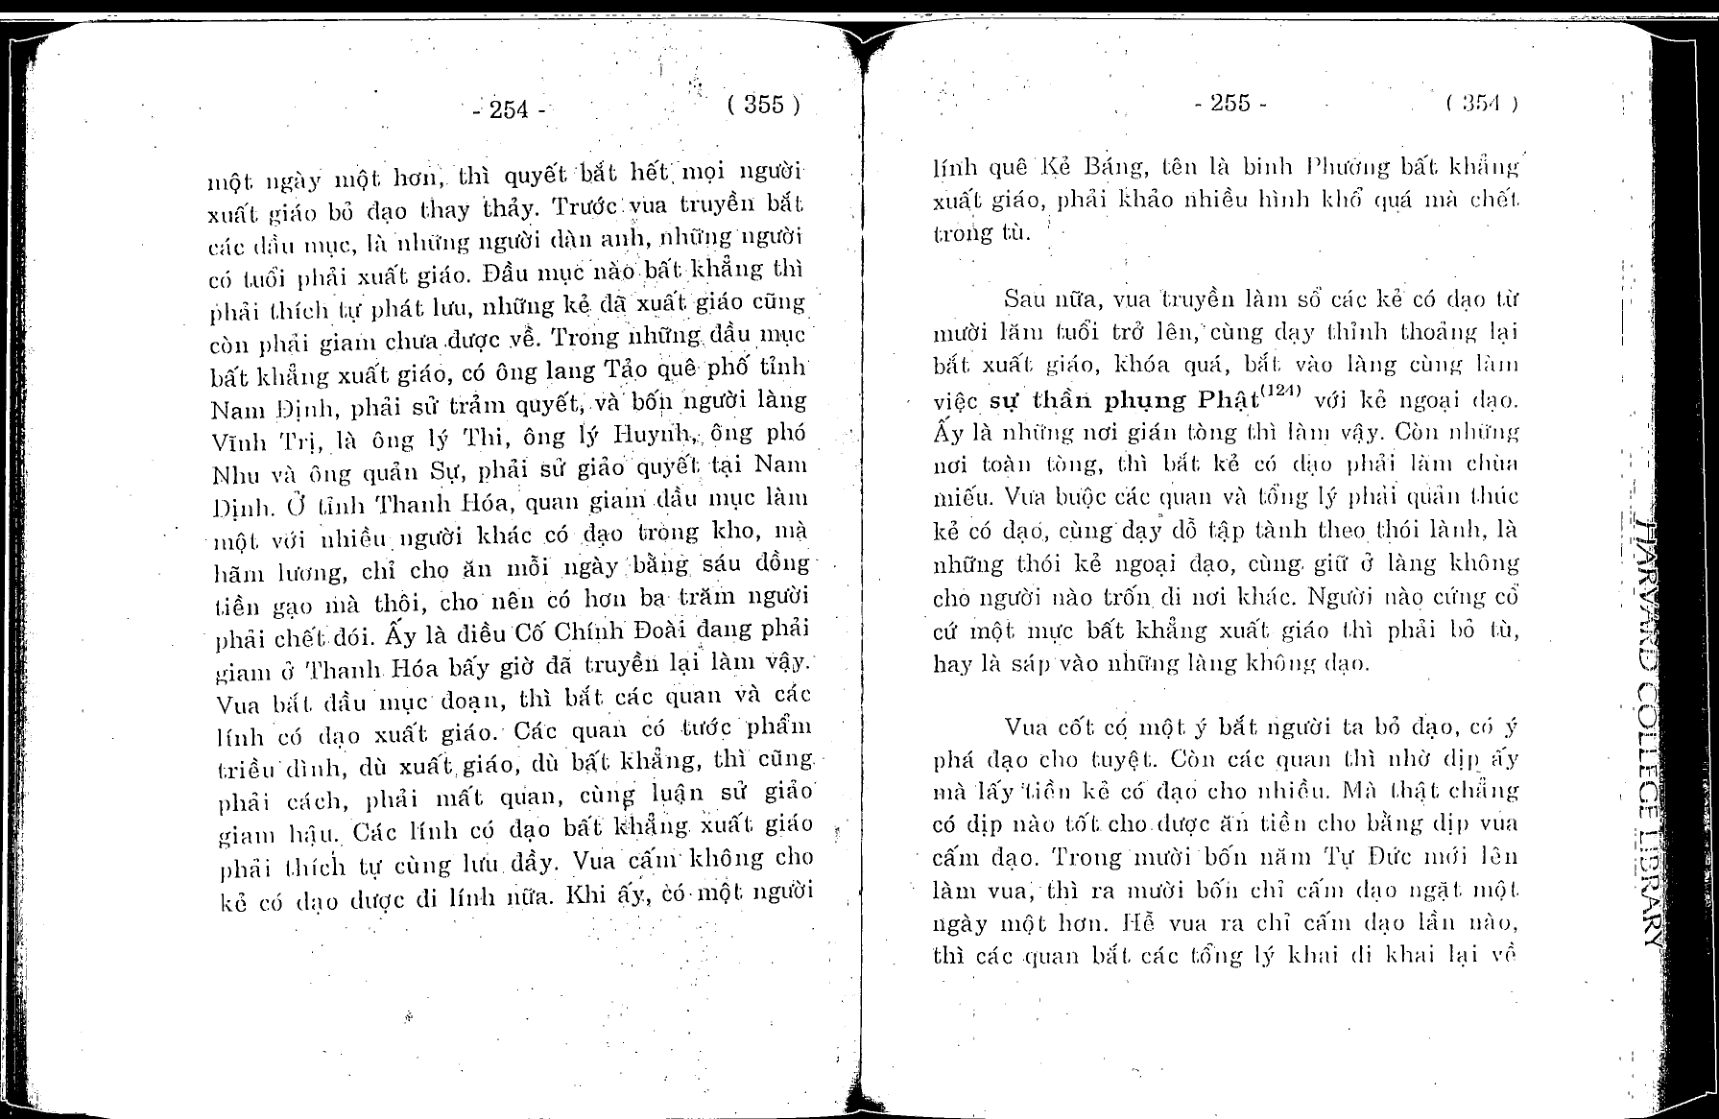 - 254 - ( 355 )
một ngày một hơn, thì quyết bắt hết mọi người
xuất giáo bỏ đạo thay thảy. Trước vua truyền bắt
các đầu mục, là những người đàn anh, những người
có tuổi phải xuất giáo. Đầu mục nào bất khẳng thì
phải thích tự phát lưu, những kẻ đã xuất giáo cũng
còn phải giam chưa được về. Trong những đầu mục
bất khẳng xuất giáo, có ông lang Tảo quê phố tỉnh
Nam Định, phải sử trảm quyết, và bốn người làng
Vĩnh Trị, là ông lý Thi, ông lý Huynh, ông phó
Nhu và ông quản Sự, phải sử giảo quyết tại Nam
Định. Ở tỉnh Thanh Hóa, quan giam đầu mục làm
một với nhiều người khác có đạo trong kho, mà
hãm lương, chỉ cho ăn mỗi ngày bằng sáu đồng
tiền gạo mà thôi, cho nên có hơn ba trăm người
phải chết đói. Ấy là điều Cố Chính Đoài đang phải
giam ở Thanh Hóa bấy giờ đã truyền lại làm vậy.
Vua bắt đầu mục đoạn, thì bắt các quan và các
lính có đạo xuất giáo. Các quan có tước phẩm
triều đình, dù xuất giáo, dù bất khẳng, thì cũng
phải cách, phải mất quan, cùng luận sử giảo
giam hậu. Các lính có đạo bất khẳng xuất giáo
phải thích tự cùng lưu đầy. Vua cấm không cho
kẻ có đạo được đi lính nữa. Khi ấy, có một người
- 255 - ( 354 )
lính quê Kẻ Báng, tên là binh Phương bất khẳng
xuất giáo, phải khảo nhiều hình khổ quá mà chết
trong tù.
Sau nữa, vua truyền làm sổ các kẻ có đạo từ
mười lăm tuổi trở lên, cùng dạy thỉnh thoảng lại
bắt xuất giáo, khóa quá, bắt vào làng cùng làm
việc sự thần phụng Phật(124) với kẻ ngoại đạo.
Ấy là những nơi gián tòng thì làm vậy. Còn những
nơi toàn tòng, thì bắt kẻ có đạo phải làm chùa
miếu. Vua buộc các quan và tổng lý phải quản thúc
kẻ có đạo, cùng dạy dỗ tập tành theo thói lành, là
những thói kẻ ngoại đạo, cùng giữ ở làng không
cho người nào trốn đi nơi khác. Người nào cứng cổ
cứ một mực bất khẳng xuất giáo thì phải bỏ tù,
hay là sáp vào những làng không đạo.
Vua cốt có một ý bắt người ta bỏ đạo, có ý
phá đạo cho tuyệt. Còn các quan thì nhờ dịp ấy
mà lấy tiền kẻ có đạo cho nhiều. Mà thật chẳng
có dịp nào tốt cho được ăn tiền cho bằng dịp vua
cấm đạo. Trong mười bốn năm Tự Đức mới lên
làm vua, thì ra mười bốn chỉ cấm đạo ngặt một
ngày một hơn. Hễ vua ra chỉ cấm đạo lần nào,
thì các quan bắt các tổng lý khai đi khai lại về
HARVARD COLLEGE LIBRARY